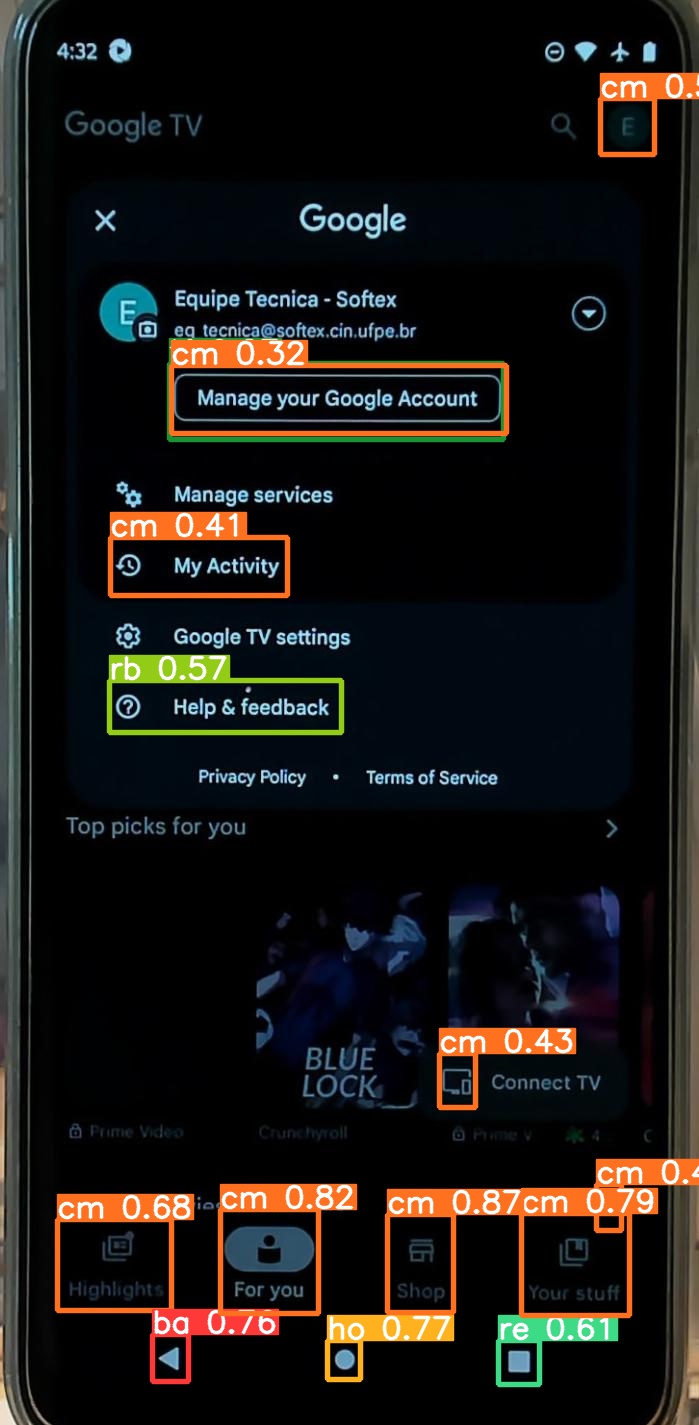 4:32
cm 0.5
Google TV
E
Google
E
Equipe Tecnica - Softex
eq_tecnica@softex.cin.ufpe.br
cm 0.32
Manage your Google Account
Manage services
cm 0.41
My Activity
Google TV settings
rb 0.57
Help & feedback
Privacy Policy • Terms of Service
Top picks for you
BLUE
LOCK
cm 0.43
Connect TV
Prime Video
Crunchyroll
Prime V
4
cm 0.4
cm 0.68
cm 0.82
cm 0.87
cm 0.79
Highlights
For you
Shop
Your stuff
ba 0.76
ho 0.77
re 0.61